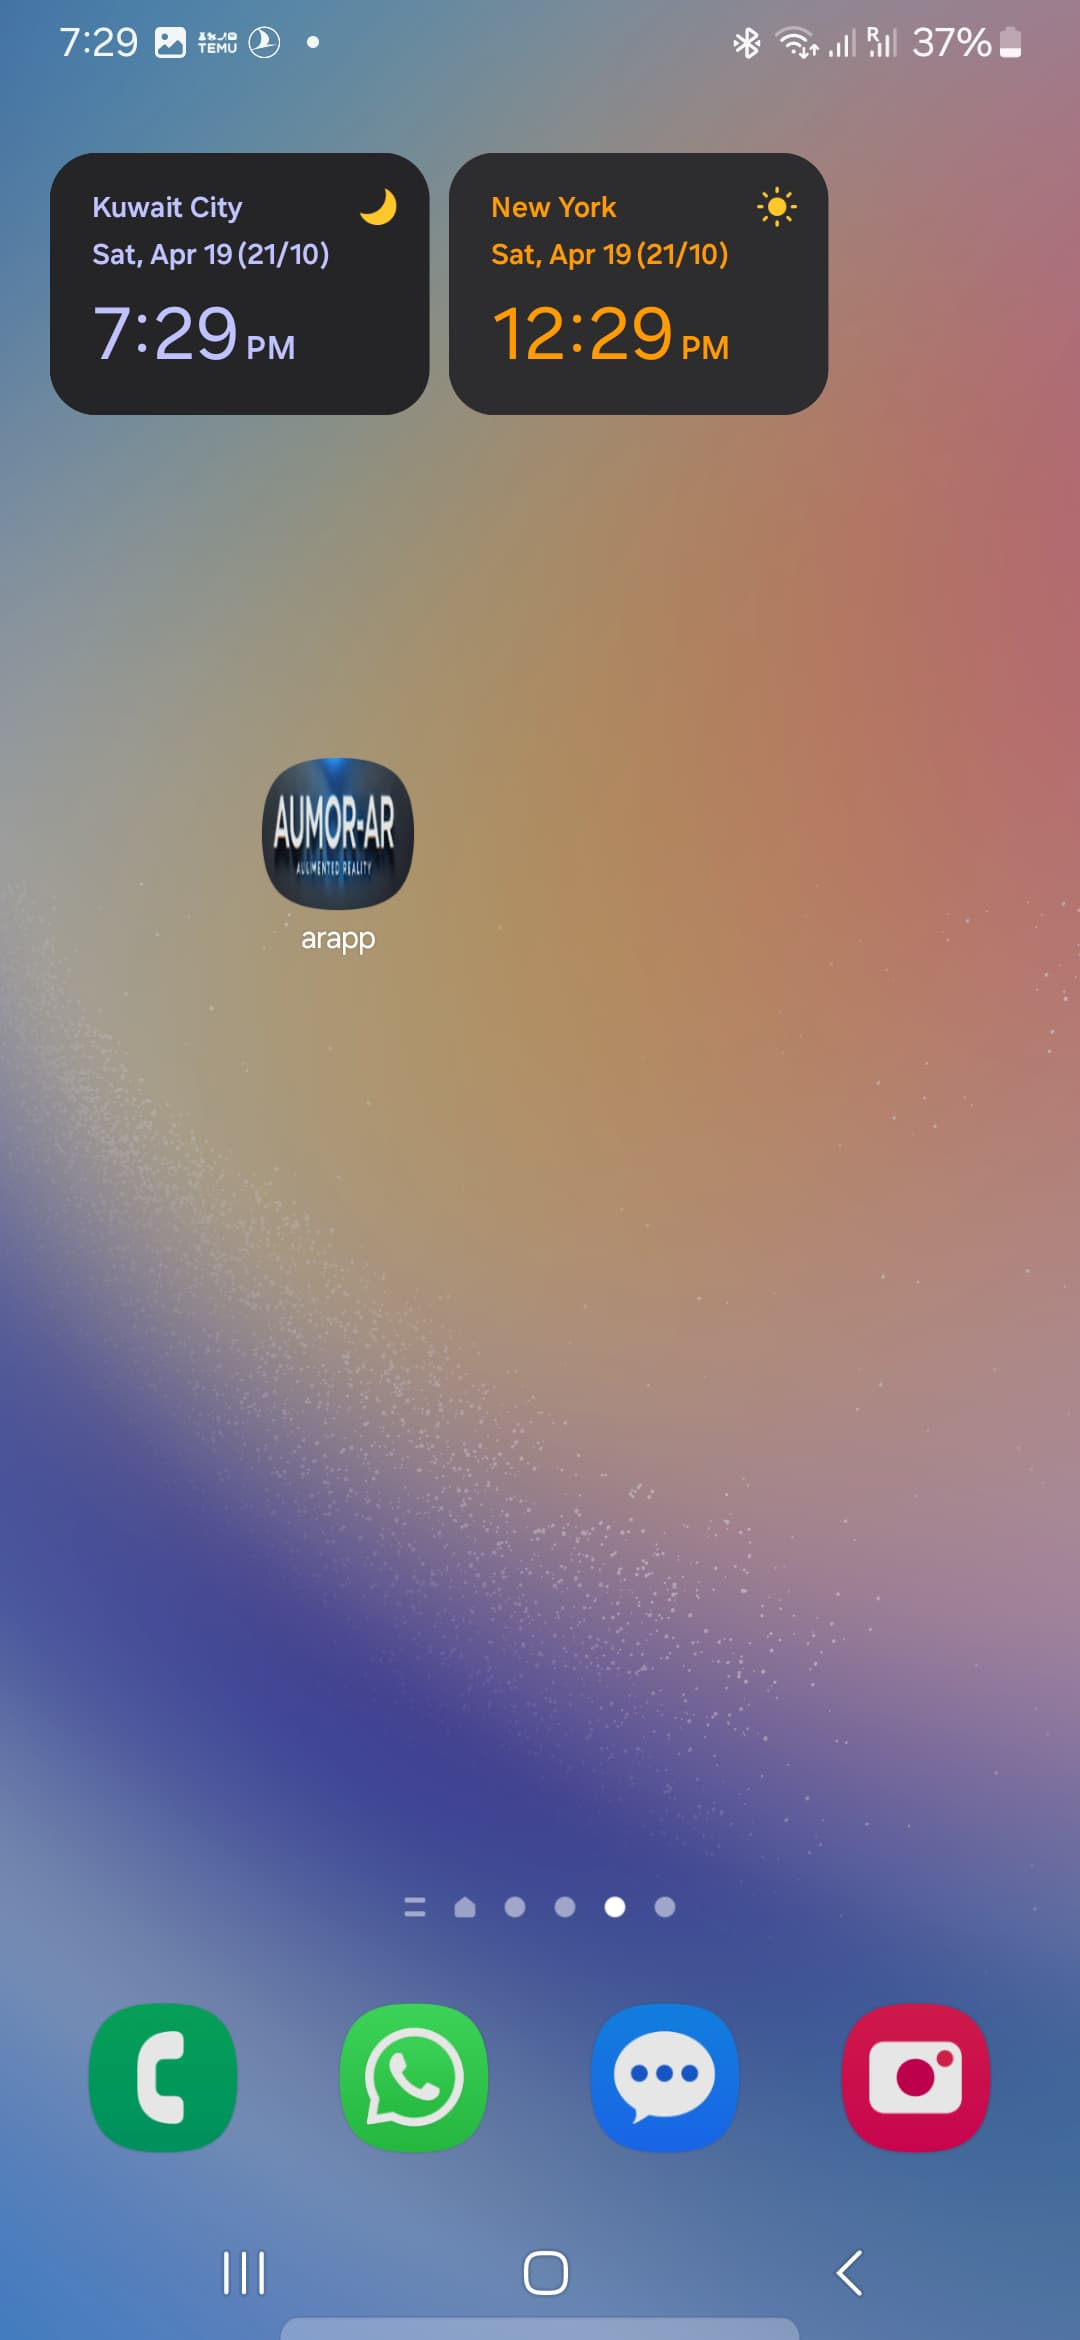 7:29 TEMU R 37%
Kuwait City
Sat, Apr 19 (21/10)
7:29 PM
New York
Sat, Apr 19 (21/10)
12:29 PM
AUMOR-AR
AUGMENTED REALITY
arapp